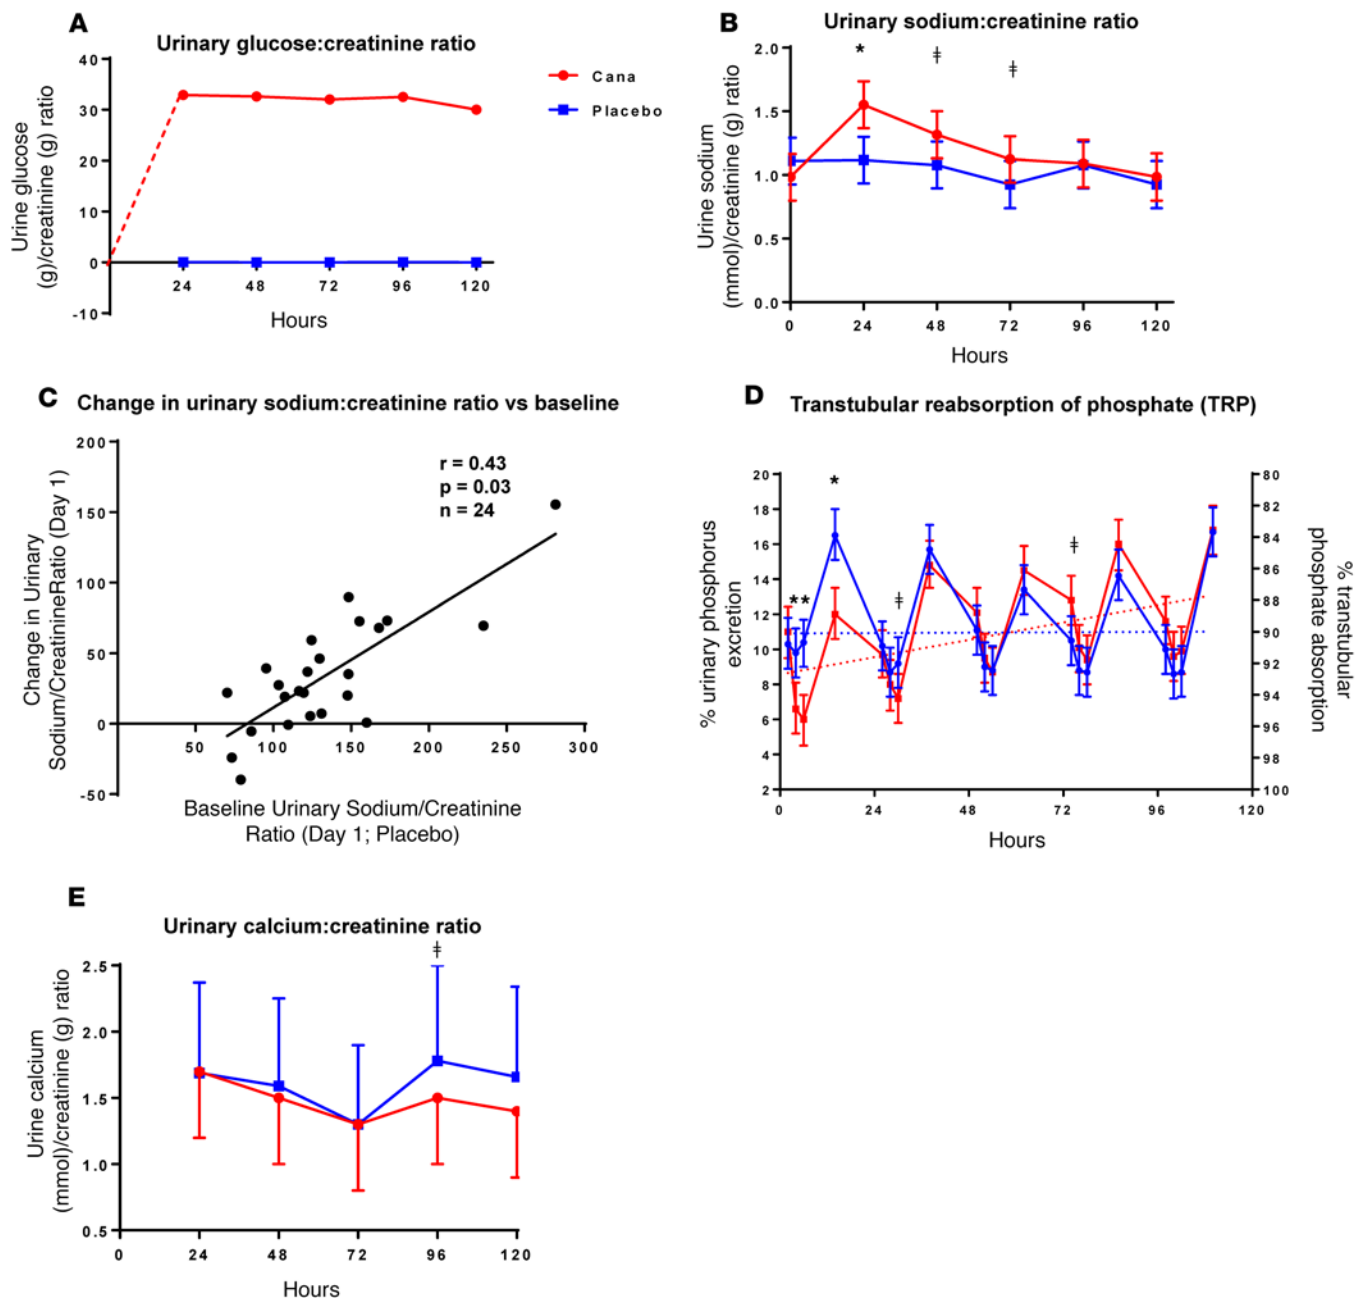 A
Urinary glucose:creatinine ratio
Urine glucose
(g)/creatinine (g) ratio
40
30
20
10
0
-10
24 48 72 96 120
Hours
Cana
Placebo
B
Urinary sodium:creatinine ratio
Urine sodium
(mmol)/creatinine (g) ratio
2.0
1.5
1.0
0.5
0.0
* ‡ ‡
0 24 48 72 96 120
Hours
C
Change in urinary sodium:creatinine ratio vs baseline
Change in Urinary
Sodium/CreatinineRatio (Day 1)
200
150
100
50
0
-50
r = 0.43
p = 0.03
n = 24
50 100 150 200 250 300
Baseline Urinary Sodium/Creatinine
Ratio (Day 1; Placebo)
D
Transtubular reabsorption of phosphate (TRP)
% urinary phosphorus
excretion
20
18
16
14
12
10
8
6
4
2
*
** ‡ ‡
80
82
84
86
88
90
92
94
96
98
100
% transtubular
phosphate absorption
0 24 48 72 96 120
Hours
E
Urinary calcium:creatinine ratio
Urine calcium
(mmol)/creatinine (g) ratio
‡
2.5
2.0
1.5
1.0
0.5
0 24 48 72 96 120
Hours